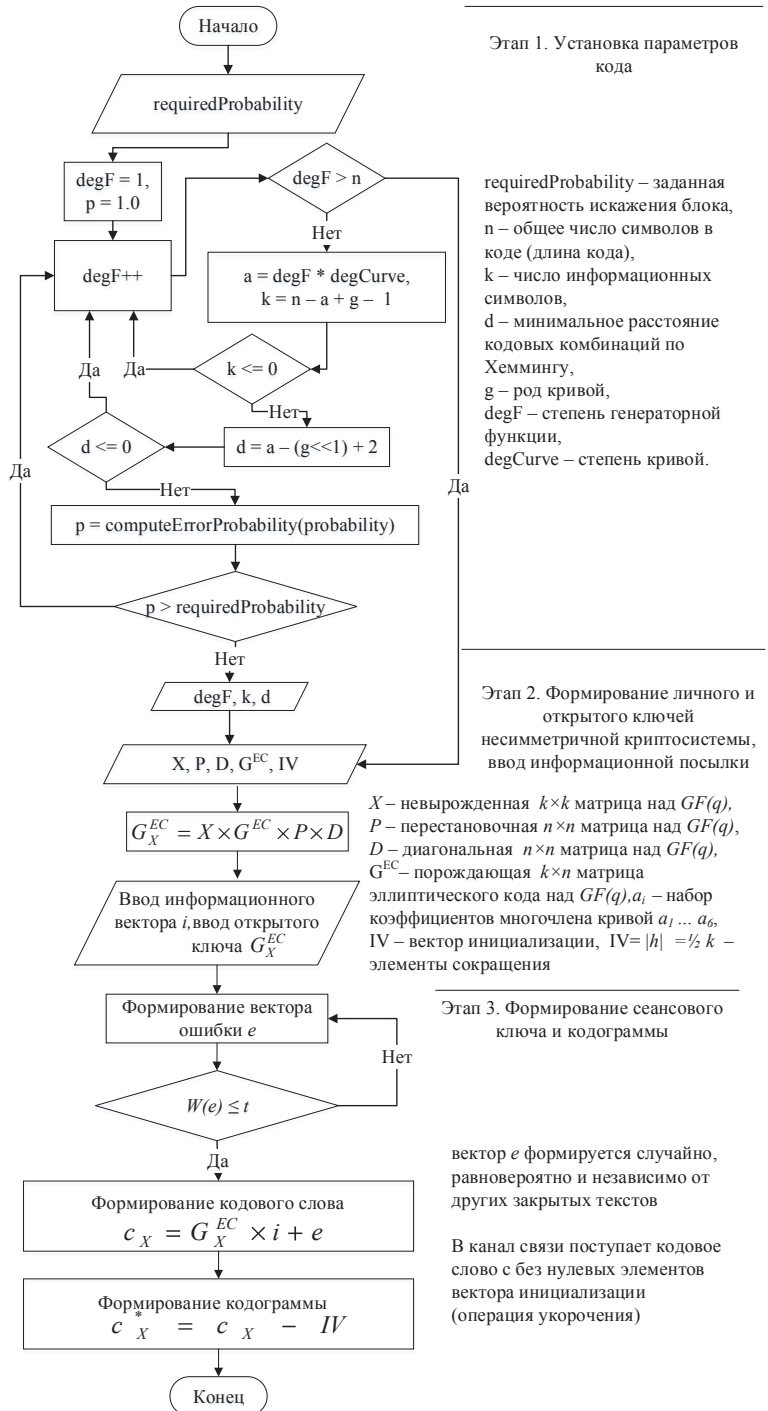 Начало
Этап 1. Установка параметров
кода
requiredProbability
degF = 1,
p = 1.0
degF > n
Нет
degF++
a = degF * degCurve,
k = n – a + g – 1
Да
Да
k <= 0
Нет
d <= 0
d = a – (g<<1) + 2
Да
Нет
Да
p = computeErrorProbability(probability)
p > requiredProbability
Нет
degF, k, d
requiredProbability – заданная
вероятность искажения блока,
n – общее число символов в
коде (длина кода),
k – число информационных
символов,
d – минимальное расстояние
кодовых комбинаций по
Хеммингу,
g – род кривой,
degF – степень генераторной
функции,
degCurve – степень кривой.
Этап 2. Формирование личного и
открытого ключей
несимметричной криптосистемы,
ввод информационной посылки
X, P, D, G^EC, IV
G_X^EC = X × G^EC × P × D
Ввод информационного
вектора i,ввод открытого
ключа G_X^EC
X – невырожденная k×k матрица над GF(q),
P – перестановочная n×n матрица над GF(q),
D – диагональная n×n матрица над GF(q),
G^EC– порождающая k×n матрица
эллиптического кода над GF(q),a_i – набор
коэффициентов многочлена кривой a_1 ... a_6,
IV – вектор инициализации, IV= |h| =½ k –
элементы сокращения
Этап 3. Формирование сеансового
ключа и кодограммы
Формирование вектора
ошибки e
Нет
W(e) ≤ t
Да
Формирование кодового слова
c_X = G_X^EC × i + e
Формирование кодограммы
c_X^* = c_X – IV
Конец
вектор e формируется случайно,
равновероятно и независимо от
других закрытых текстов
В канал связи поступает кодовое
слово с без нулевых элементов
вектора инициализации
(операция укорочения)